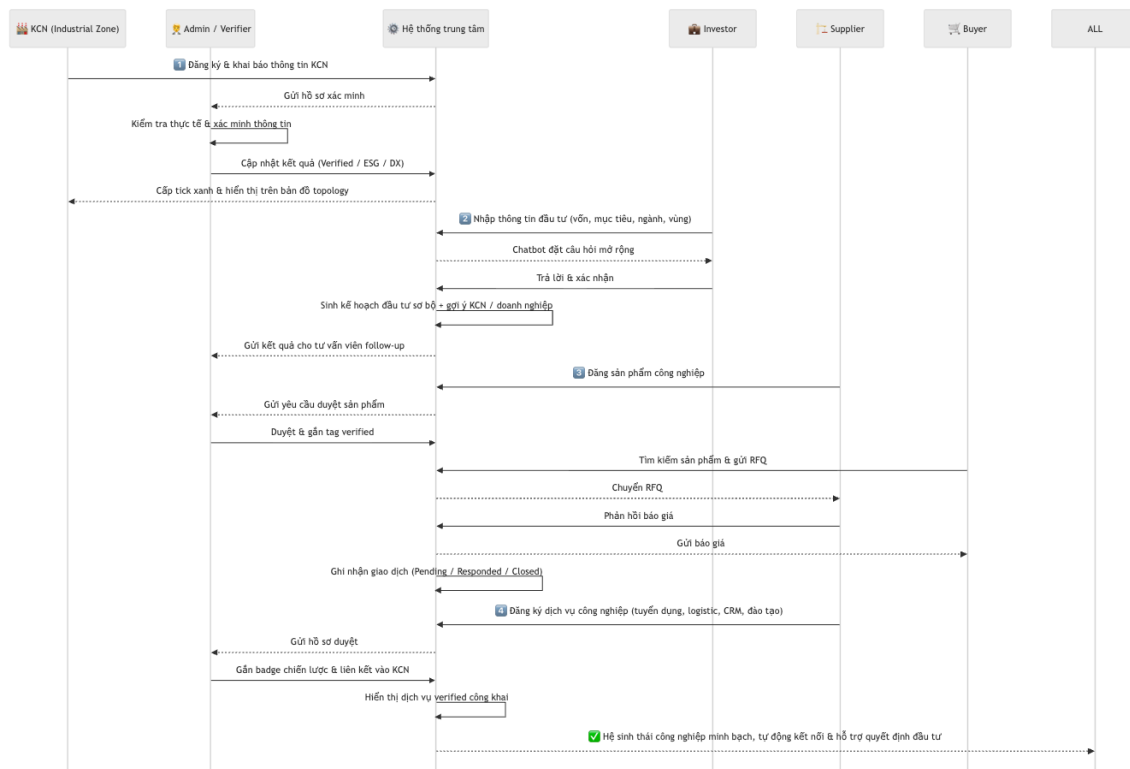 KCN (Industrial Zone)
Admin / Verifier
Hệ thống trung tâm
Investor
Supplier
Buyer
ALL
1 Đăng ký & khai báo thông tin KCN
Gửi hồ sơ xác minh
Kiểm tra thực tế & xác minh thông tin
Cập nhật kết quả (Verified / ESG / DX)
Cấp tick xanh & hiển thị trên bản đồ topology
2 Nhập thông tin đầu tư (vốn, mục tiêu, ngành, vùng)
Chatbot đặt câu hỏi mở rộng
Trả lời & xác nhận
Sinh kế hoạch đầu tư sơ bộ + gợi ý KCN / doanh nghiệp
Gửi kết quả cho tư vấn viên follow-up
3 Đăng sản phẩm công nghiệp
Gửi yêu cầu duyệt sản phẩm
Duyệt & gắn tag verified
Tìm kiếm sản phẩm & gửi RFQ
Chuyển RFQ
Phản hồi báo giá
Gửi báo giá
Ghi nhận giao dịch (Pending / Responded / Closed)
4 Đăng ký dịch vụ công nghiệp (tuyển dụng, logistic, CRM, đào tạo)
Gửi hồ sơ duyệt
Gắn badge chiến lược & liên kết vào KCN
Hiển thị dịch vụ verified công khai
✅ Hệ sinh thái công nghiệp minh bạch, tự động kết nối & hỗ trợ quyết định đầu tư